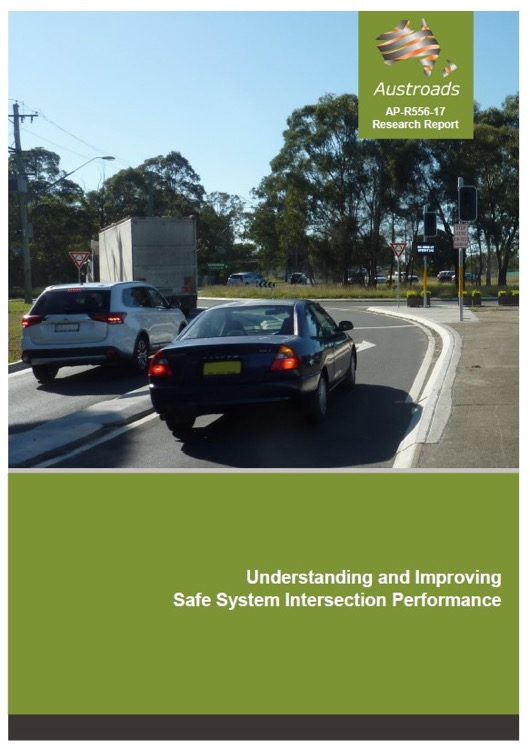 Austroads
AP-R556-17
Research Report
Understanding and Improving
Safe System Intersection Performance